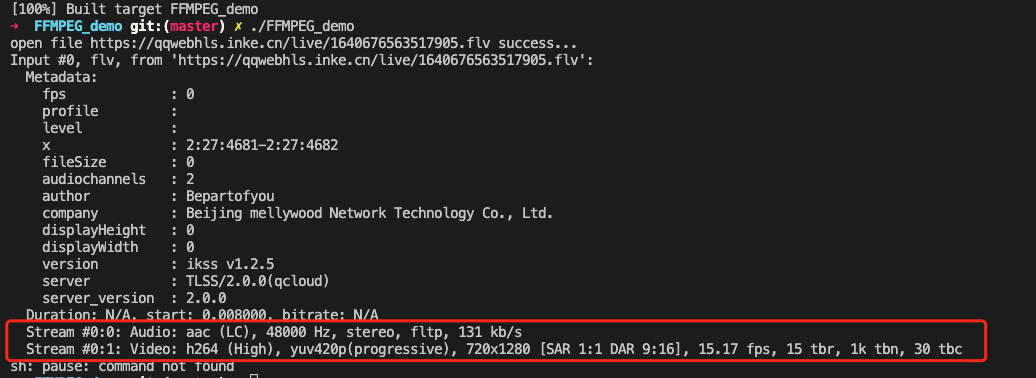 [100%] Built target FFMPEG_demo
→ FFMPEG_demo git:(master) ✗ ./FFMPEG_demo
open file https://qqwebhls.inke.cn/live/1640676563517905.flv success...
Input #0, flv, from 'https://qqwebhls.inke.cn/live/1640676563517905.flv':
  Metadata:
    fps             : 0
    profile         :
    level           :
    x               : 2:27:4681-2:27:4682
    fileSize        : 0
    audiochannels   : 2
    author          : Bepartofyou
    company         : Beijing mellywood Network Technology Co., Ltd.
    displayHeight   : 0
    displayWidth    : 0
    version         : ikss v1.2.5
    server          : TLSS/2.0.0(qcloud)
    server_version  : 2.0.0
  Duration: N/A, start: 0.008000, bitrate: N/A
  Stream #0:0: Audio: aac (LC), 48000 Hz, stereo, fltp, 131 kb/s
  Stream #0:1: Video: h264 (High), yuv420p(progressive), 720x1280 [SAR 1:1 DAR 9:16], 15.17 fps, 15 tbr, 1k tbn, 30 tbc
sh: pause: command not found